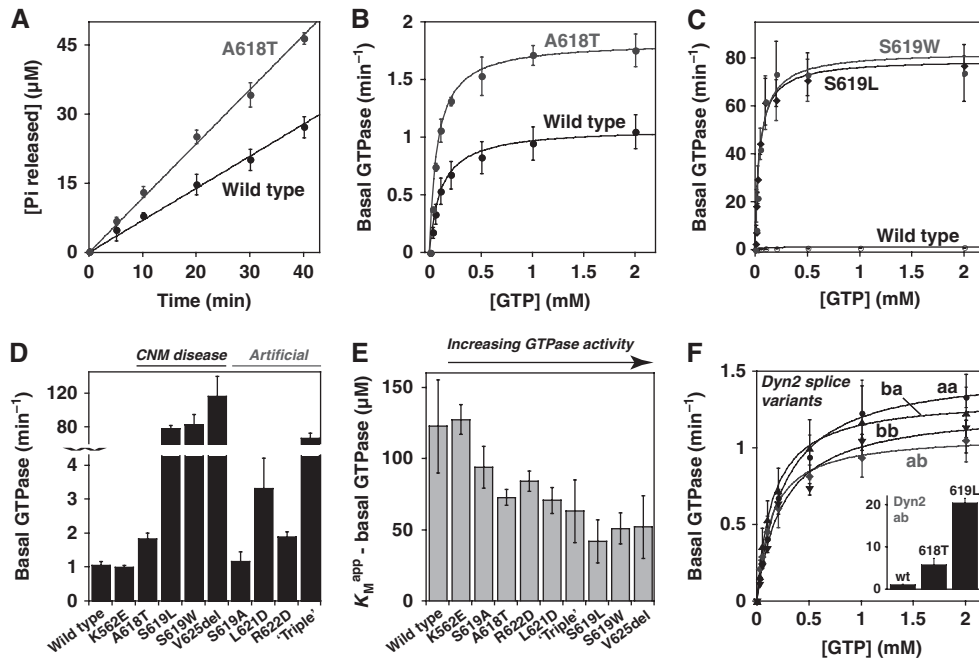 A
[Pi released] (µM)
45
30
15
0
A618T
Wild type
0 10 20 30 40
Time (min)
B
Basal GTPase (min⁻¹)
2
1.5
1
0.5
0
A618T
Wild type
0 0.5 1 2
[GTP] (mM)
C
Basal GTPase (min⁻¹)
80
60
40
20
0
S619W
S619L
Wild type
0 0.5 1 2
[GTP] (mM)
D
CNM disease Artificial
Basal GTPase (min⁻¹)
120
80
4
3
2
1
0
Wild type
K562E
A618T
S619L
S619W
V625del
S619A
L621D
R622D
'Triple'
E
Increasing GTPase activity
K_M^app - basal GTPase (µM)
150
100
50
0
Wild type
K562E
S619A
A618T
R622D
L621D
'Triple'
S619L
S619W
V625del
F
Dyn2 splice
variants
Basal GTPase (min⁻¹)
1.5
1
0.5
0
ba
aa
bb
ab
Dyn2
ab
20
10
0
wt
618T
619L
0 0.5 1 2
[GTP] (mM)